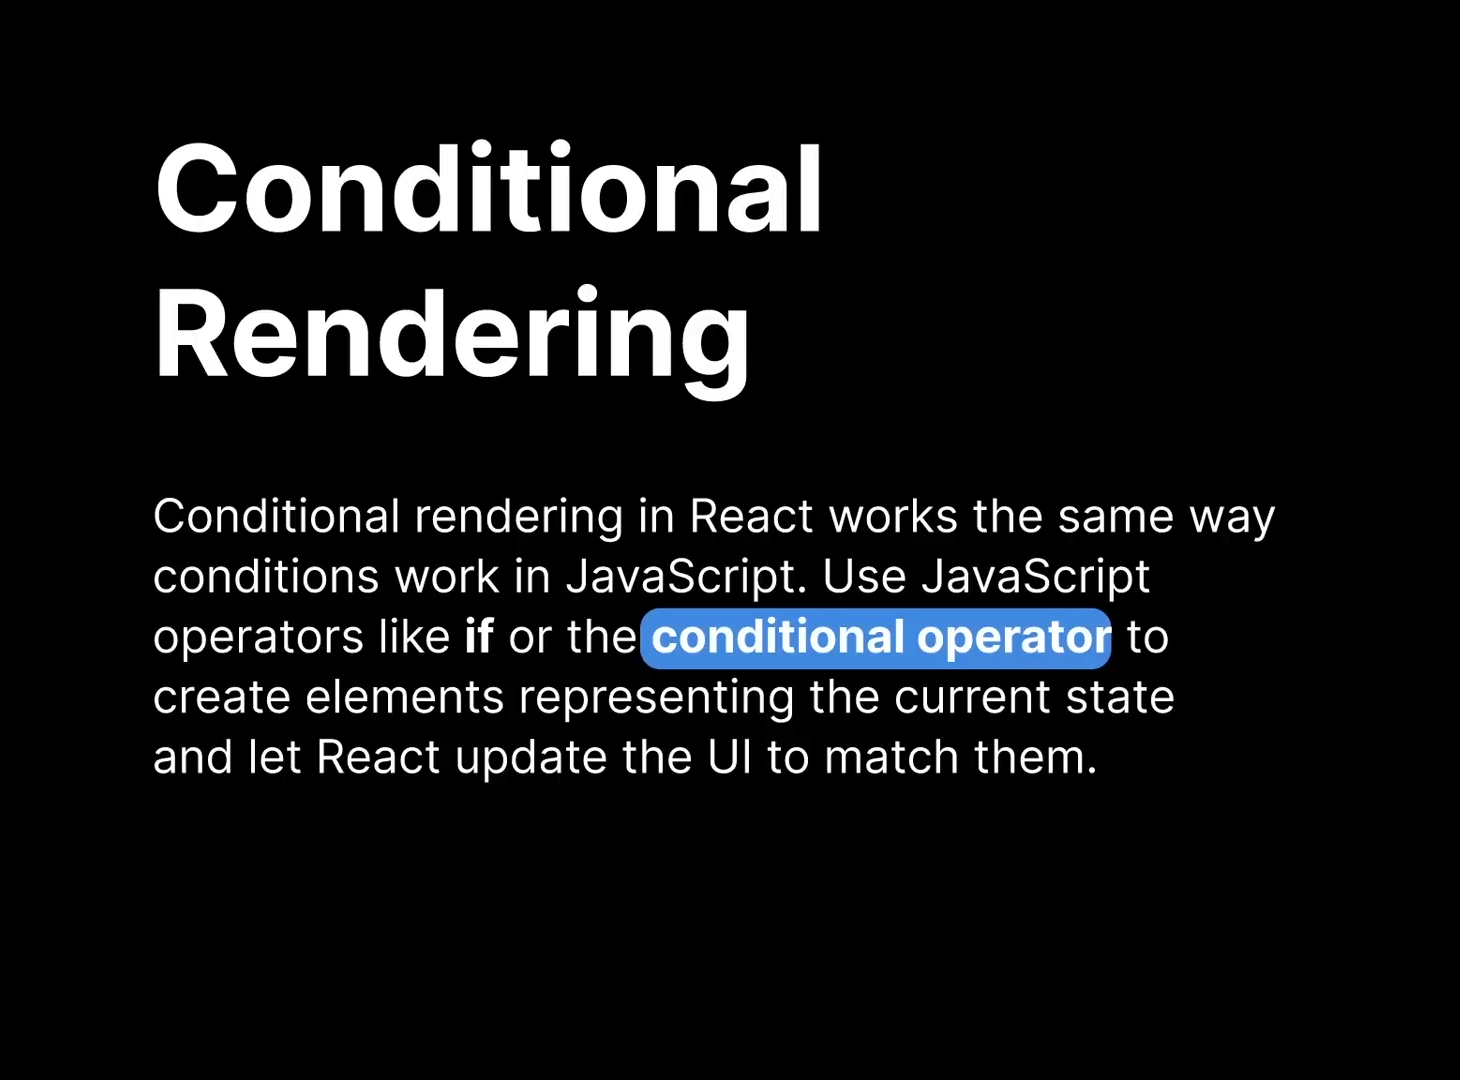 Conditional
Rendering
Conditional rendering in React works the same way
conditions work in JavaScript. Use JavaScript
operators like if or the conditional operator to
create elements representing the current state
and let React update the UI to match them.